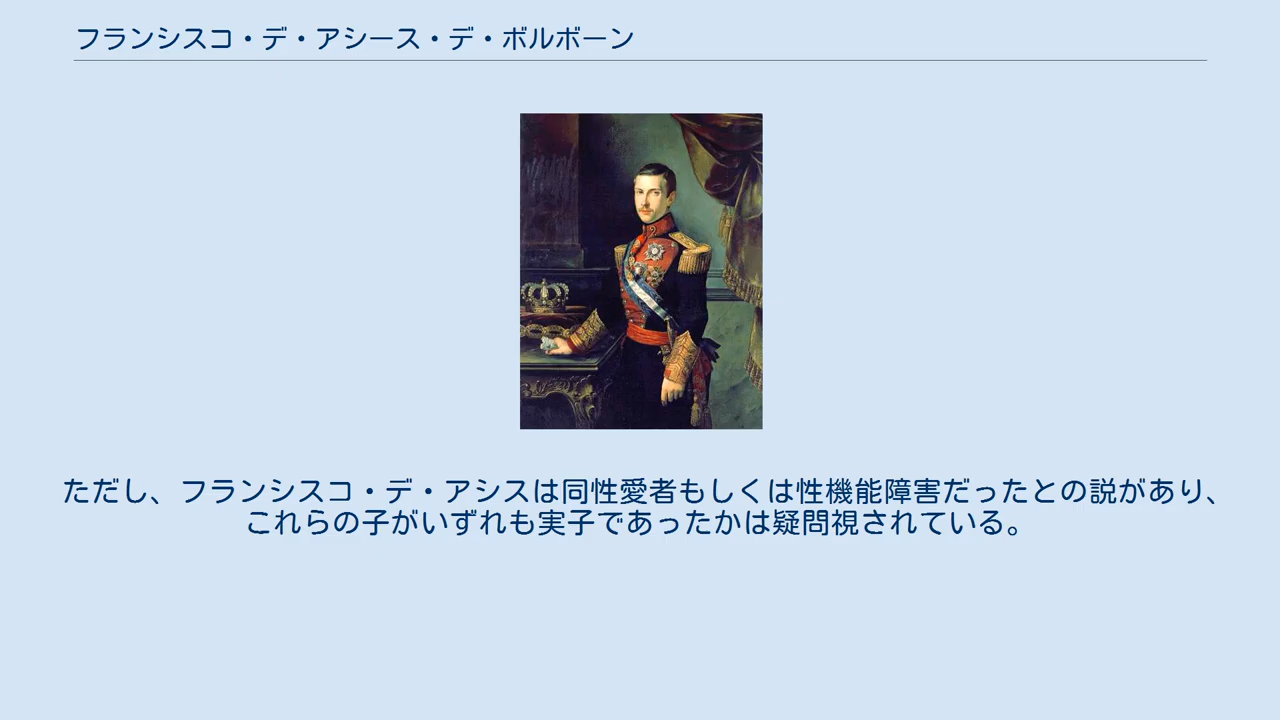 フランシスコ・デ・アシース・デ・ボルボーン
ただし、フランシスコ・デ・アシスは同性愛者もしくは性機能障害だったとの説があり、
これらの子がいずれも実子であったかは疑問視されている。